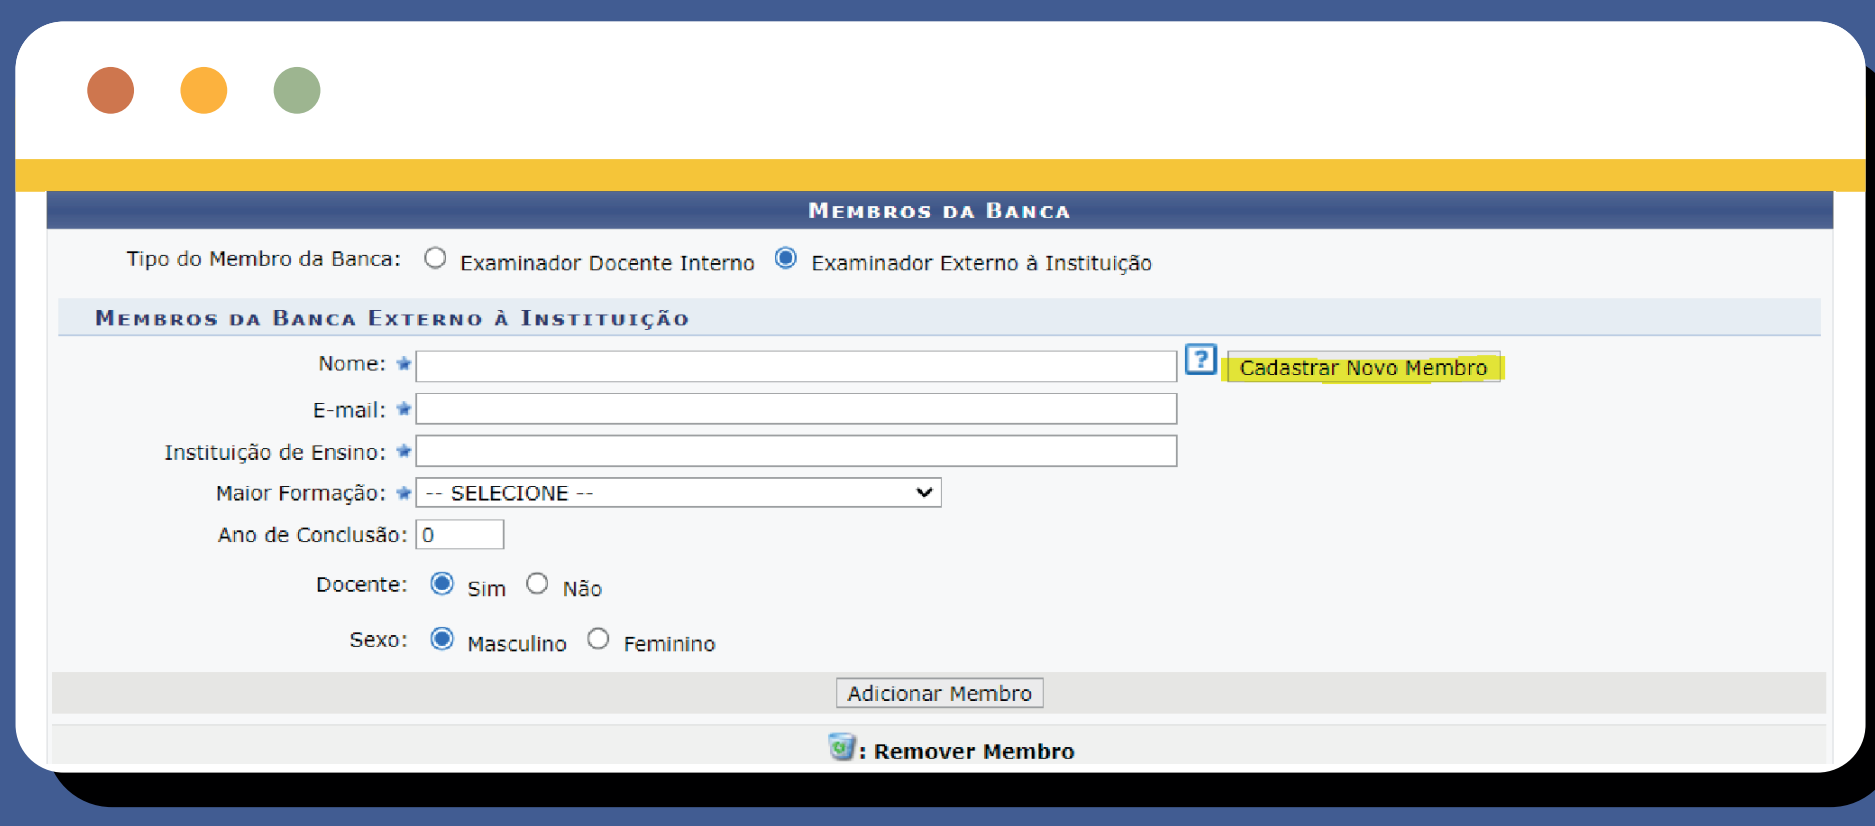 Membros da Banca
Tipo do Membro da Banca: Examinador Docente Interno Examinador Externo à Instituição
Membros da Banca Externo à Instituição
Nome: ? Cadastrar Novo Membro
E-mail:
Instituição de Ensino:
Maior Formação: -- SELECIONE --
Ano de Conclusão: 0
Docente: Sim Não
Sexo: Masculino Feminino
Adicionar Membro
: Remover Membro